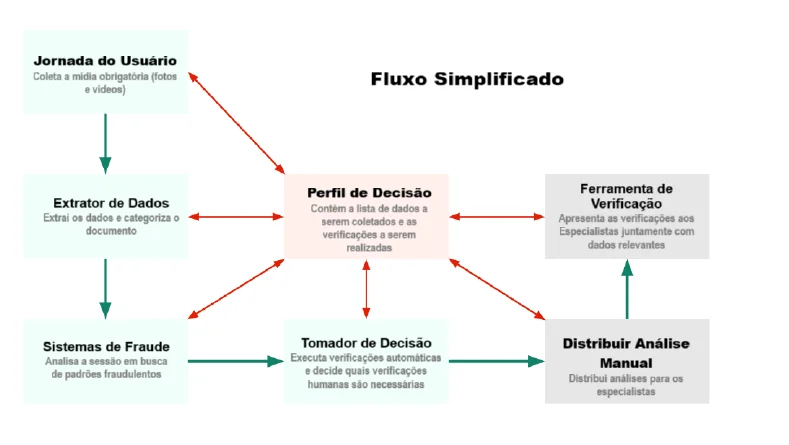 Jornada do Usuário
Coleta a mídia obrigatória (fotos
e vídeos)
Fluxo Simplificado
Extrator de Dados
Extrai os dados e categoriza o
documento
Perfil de Decisão
Contém a lista de dados a
serem coletados e as
verificações a serem
realizadas
Ferramenta de
Verificação
Apresenta as verificações aos
Especialistas juntamente com
dados relevantes
Sistemas de Fraude
Analisa a sessão em busca
de padrões fraudulentos
Tomador de Decisão
Executa verificações automáticas
e decide quais verificações
humanas são necessárias
Distribuir Análise
Manual
Distribui análises para os
especialistas